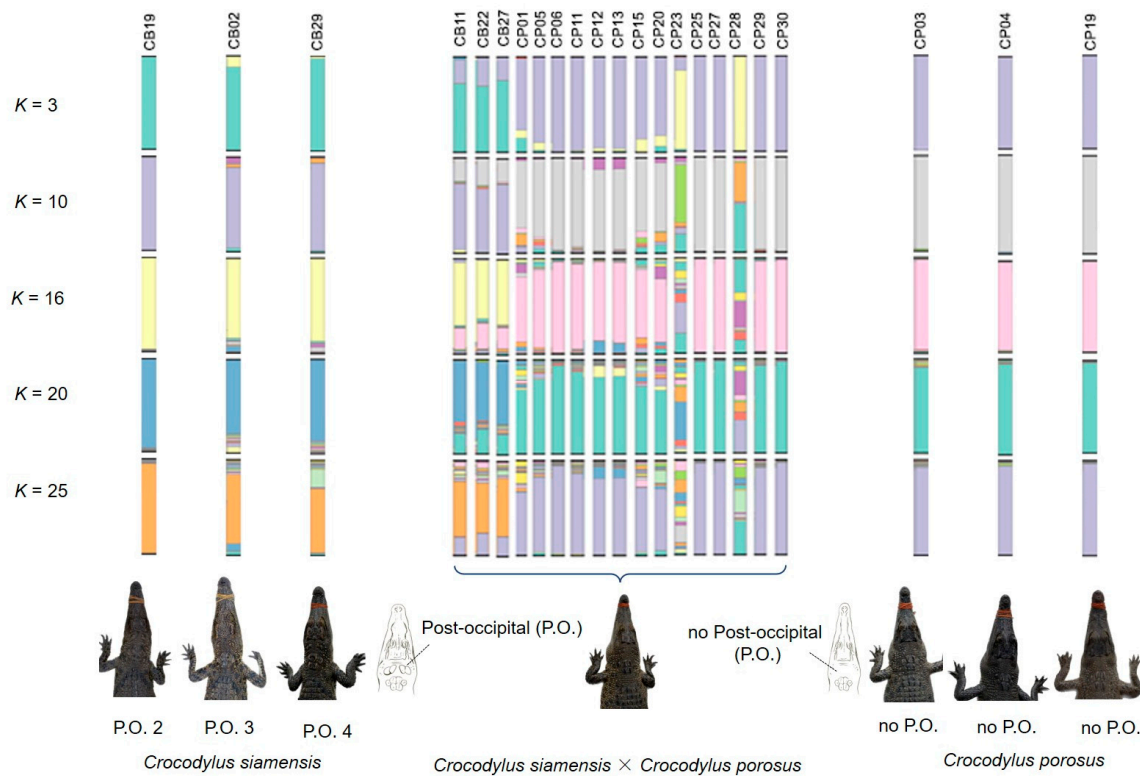 CB19
CB02
CB29
CB11
CB22
CB27
CP01
CP05
CP06
CP11
CP12
CP13
CP15
CP20
CP23
CP25
CP27
CP28
CP29
CP30
CP03
CP04
CP19
K = 3
K = 10
K = 16
K = 20
K = 25
Post-occipital (P.O.)
no Post-occipital
(P.O.)
P.O. 2
P.O. 3
P.O. 4
no P.O.
no P.O.
no P.O.
Crocodylus siamensis
Crocodylus siamensis × Crocodylus porosus
Crocodylus porosus